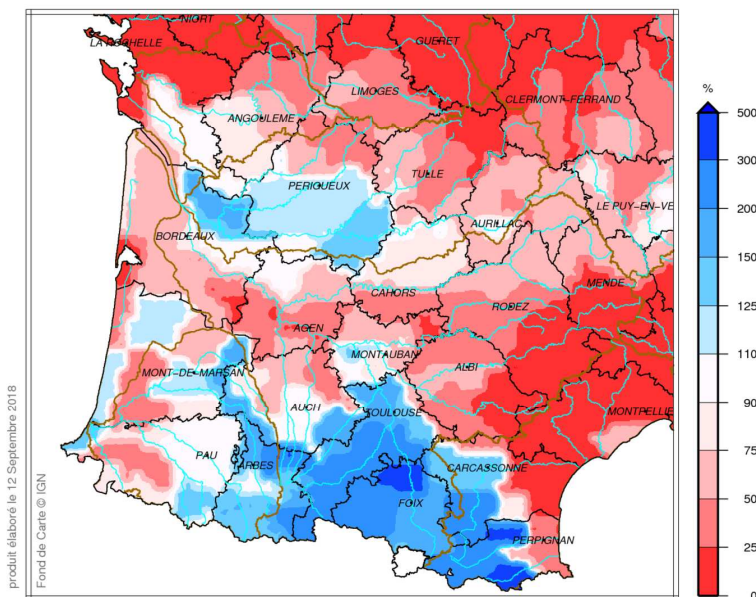 NIORT
LA ROCHELLE
GUERET
LIMOGES
CLERMONT-FERRAND
ANGOULEME
TULLE
PERIGUEUX
LE PUY-EN-VE
AURILLAC
BORDEAUX
MENDE
CAHORS
RODEZ
AGEN
MONTAUBAN
ALBI
MONT-DE-MARSAN
AUCH
TOULOUSE
MONTPELLIE
PAU
TARBES
CARCASSONNE
FOIX
PERPIGNAN
%
500
300
200
150
125
110
100
90
75
50
25
0
produit élaboré le 12 Septembre 2018
Fond de Carte © IGN